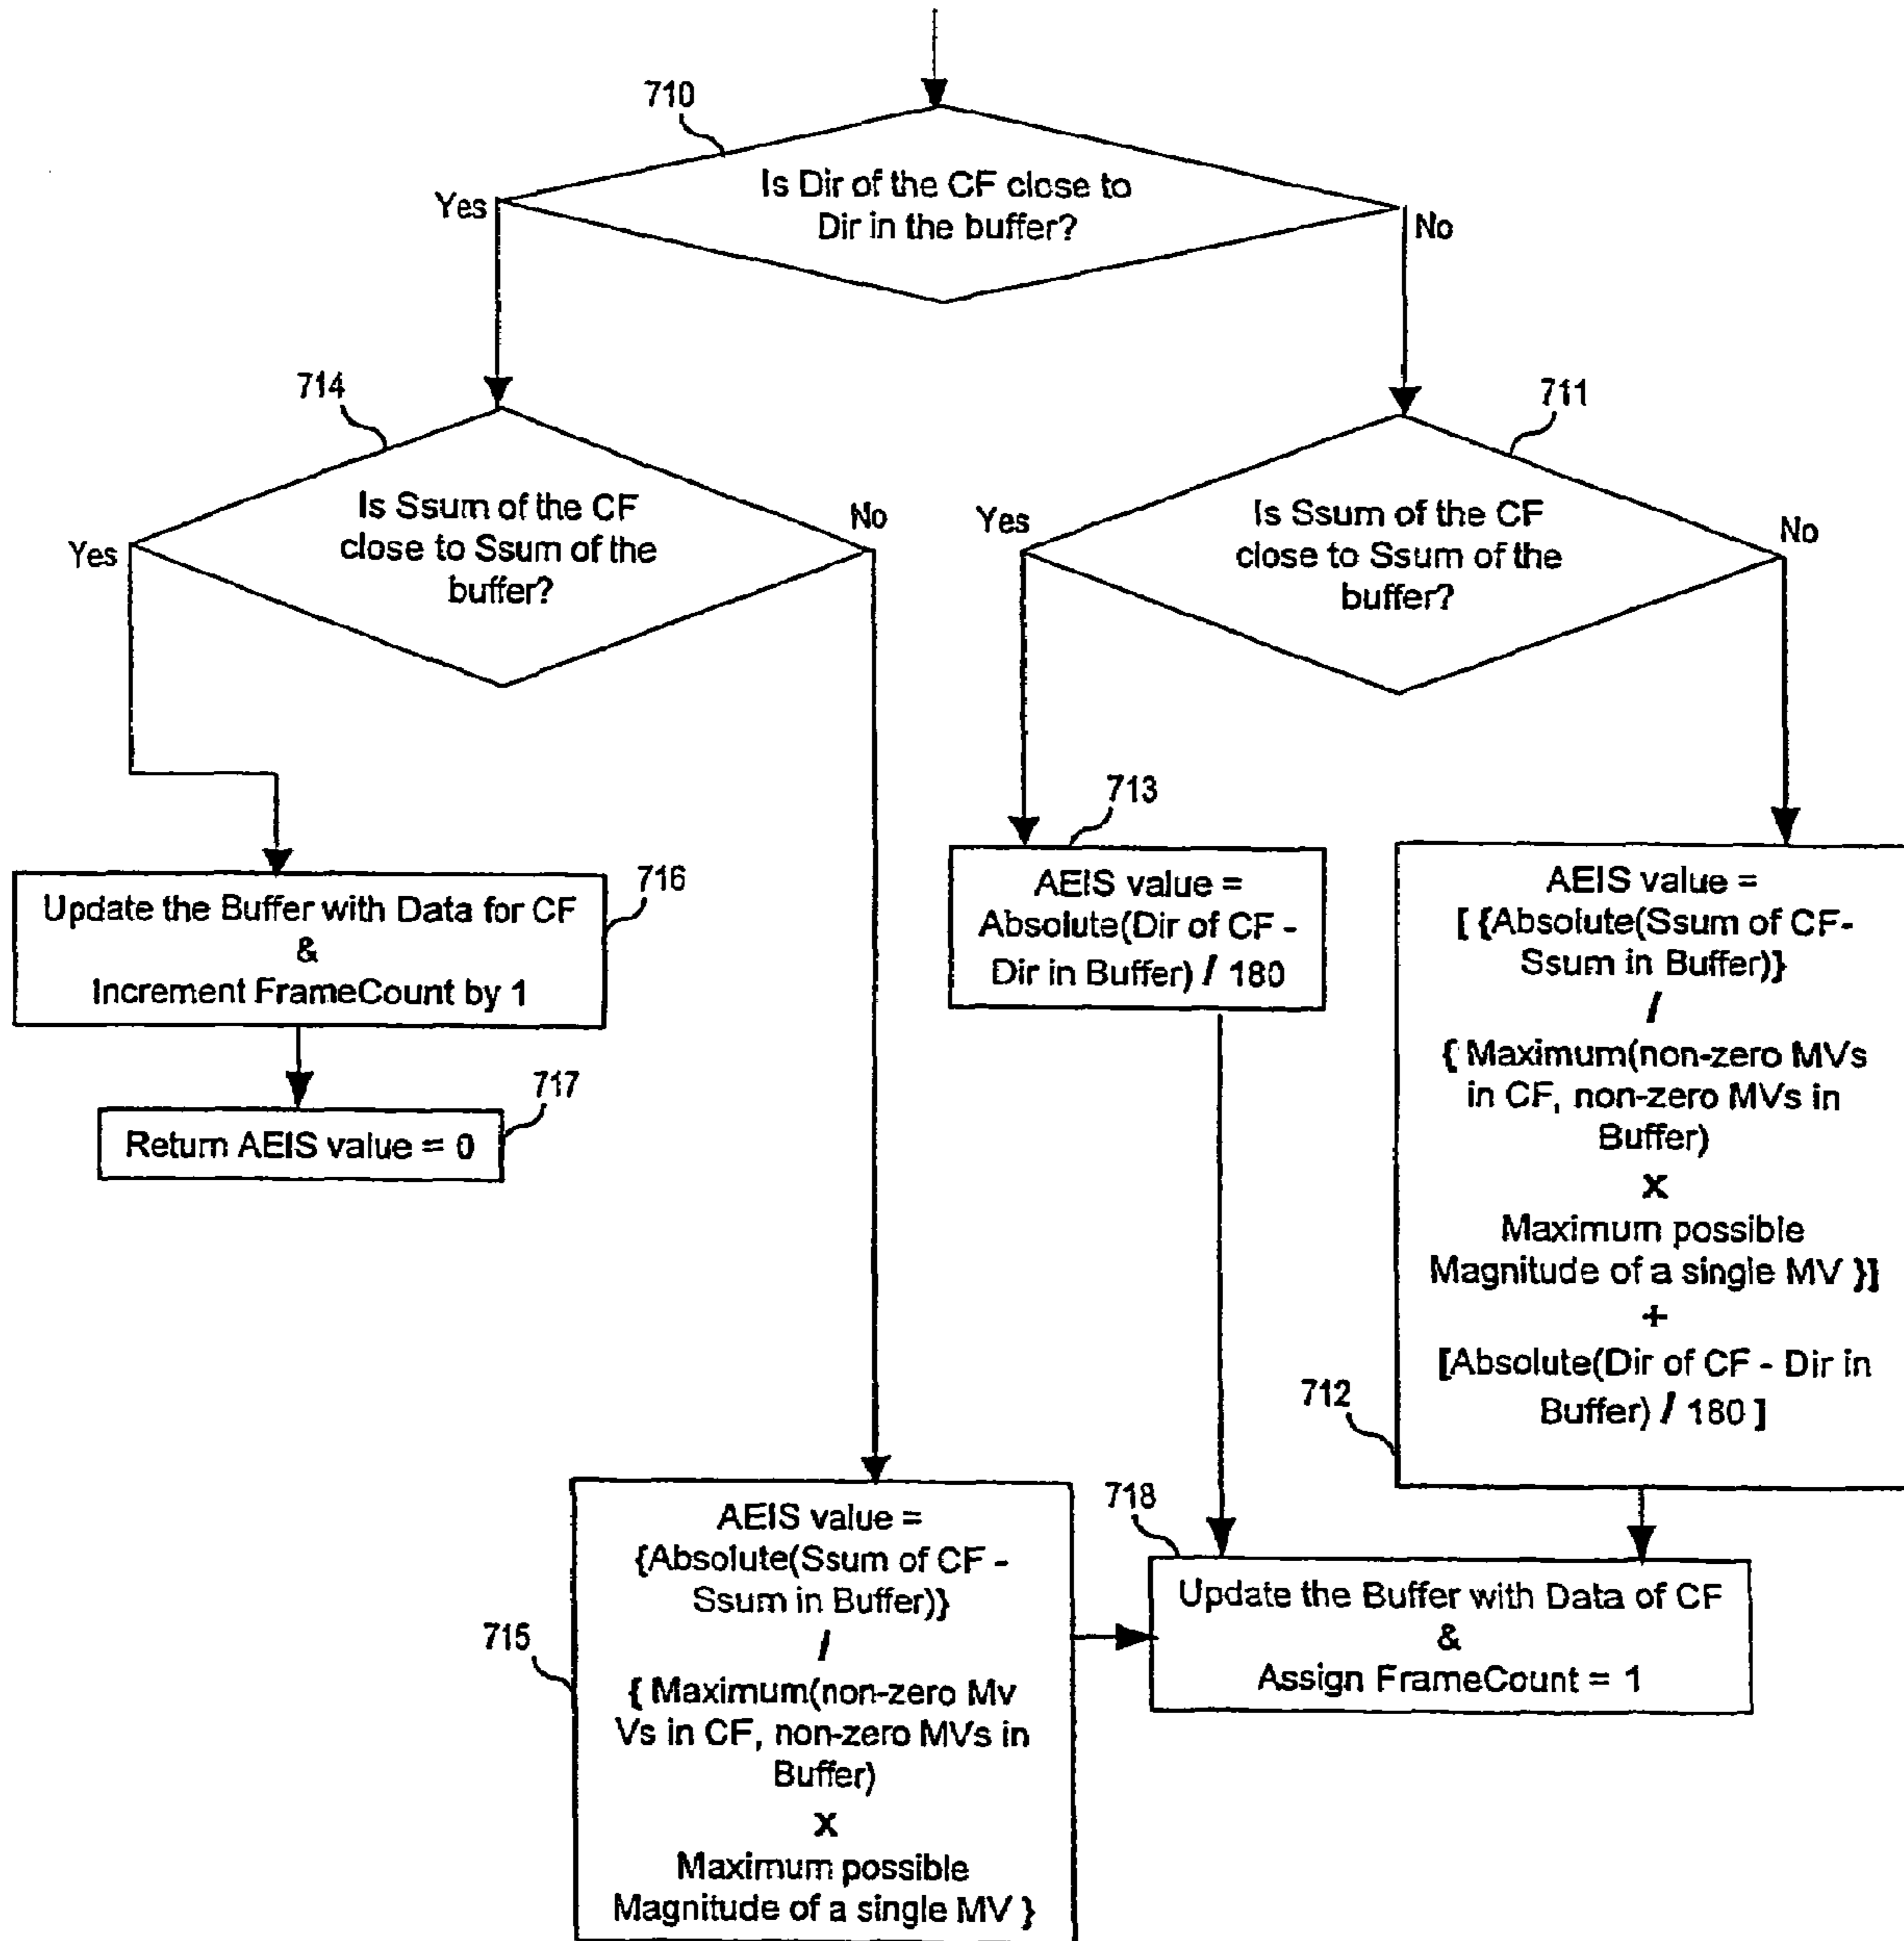 710
Is Dir of the CF close to
Dir in the buffer?
Yes
No
714
Is Ssum of the CF
close to Ssum of the
buffer?
Yes
No
711
Is Ssum of the CF
close to Ssum of the
buffer?
Yes
No
716
Update the Buffer with Data for CF
&
Increment FrameCount by 1
717
Return AEIS value = 0
713
AEIS value =
Absolute(Dir of CF -
Dir in Buffer) / 180
AEIS value =
[ {Absolute(Ssum of CF-
Ssum in Buffer)}
/
{ Maximum(non-zero MVs
in CF, non-zero MVs in
Buffer)
x
Maximum possible
Magnitude of a single MV }]
+
[Absolute(Dir of CF - Dir in
Buffer) / 180 ]
712
715
AEIS value =
{Absolute(Ssum of CF -
Ssum in Buffer)}
/
{ Maximum(non-zero Mv
Vs in CF, non-zero MVs in
Buffer)
x
Maximum possible
Magnitude of a single MV }
718
Update the Buffer with Data of CF
&
Assign FrameCount = 1